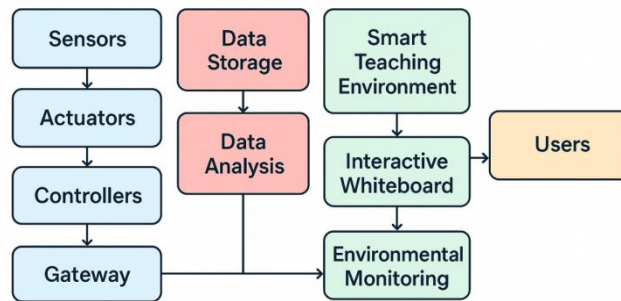 Sensors
Actuators
Controllers
Gateway
Data
Storage
Data
Analysis
Smart
Teaching
Environment
Interactive
Whiteboard
Environmental
Monitoring
Users